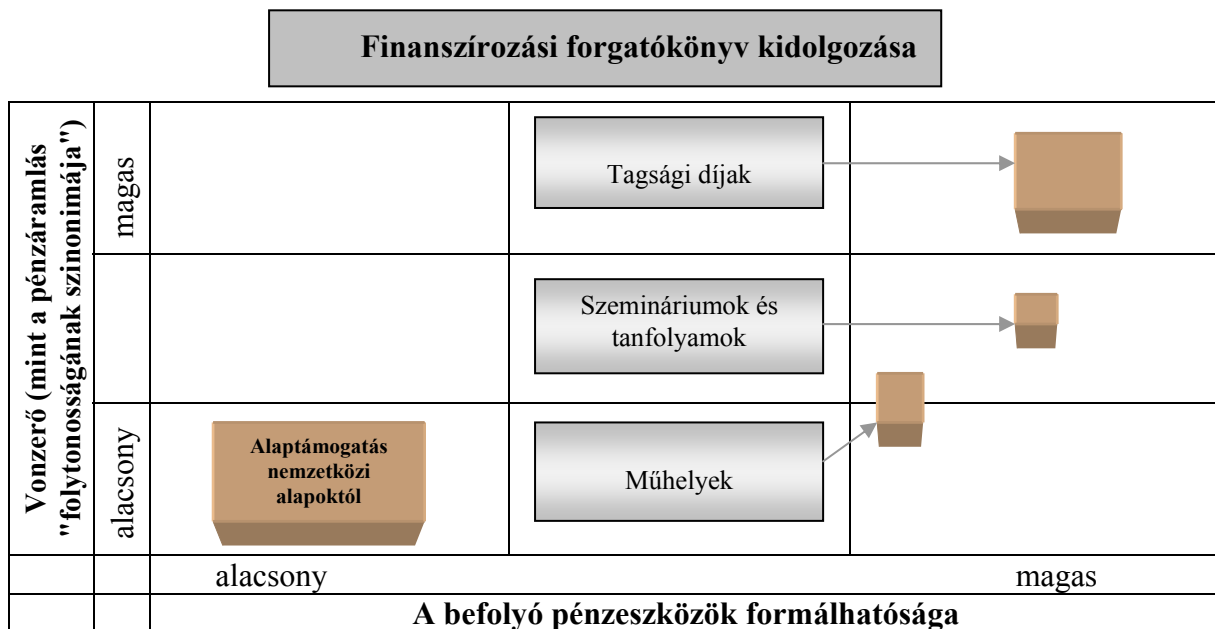 Finanszírozási forgatókönyv kidolgozása
Vonzerő (mint a pénzáramlás
"folytonosságának szinonimája")
magas
Tagsági díjak
Szemináriumok és
tanfolyamok
alacsony
Alaptámogatás
nemzetközi
alapoktól
Műhelyek
alacsony
magas
A befolyó pénzeszközök formálhatósága